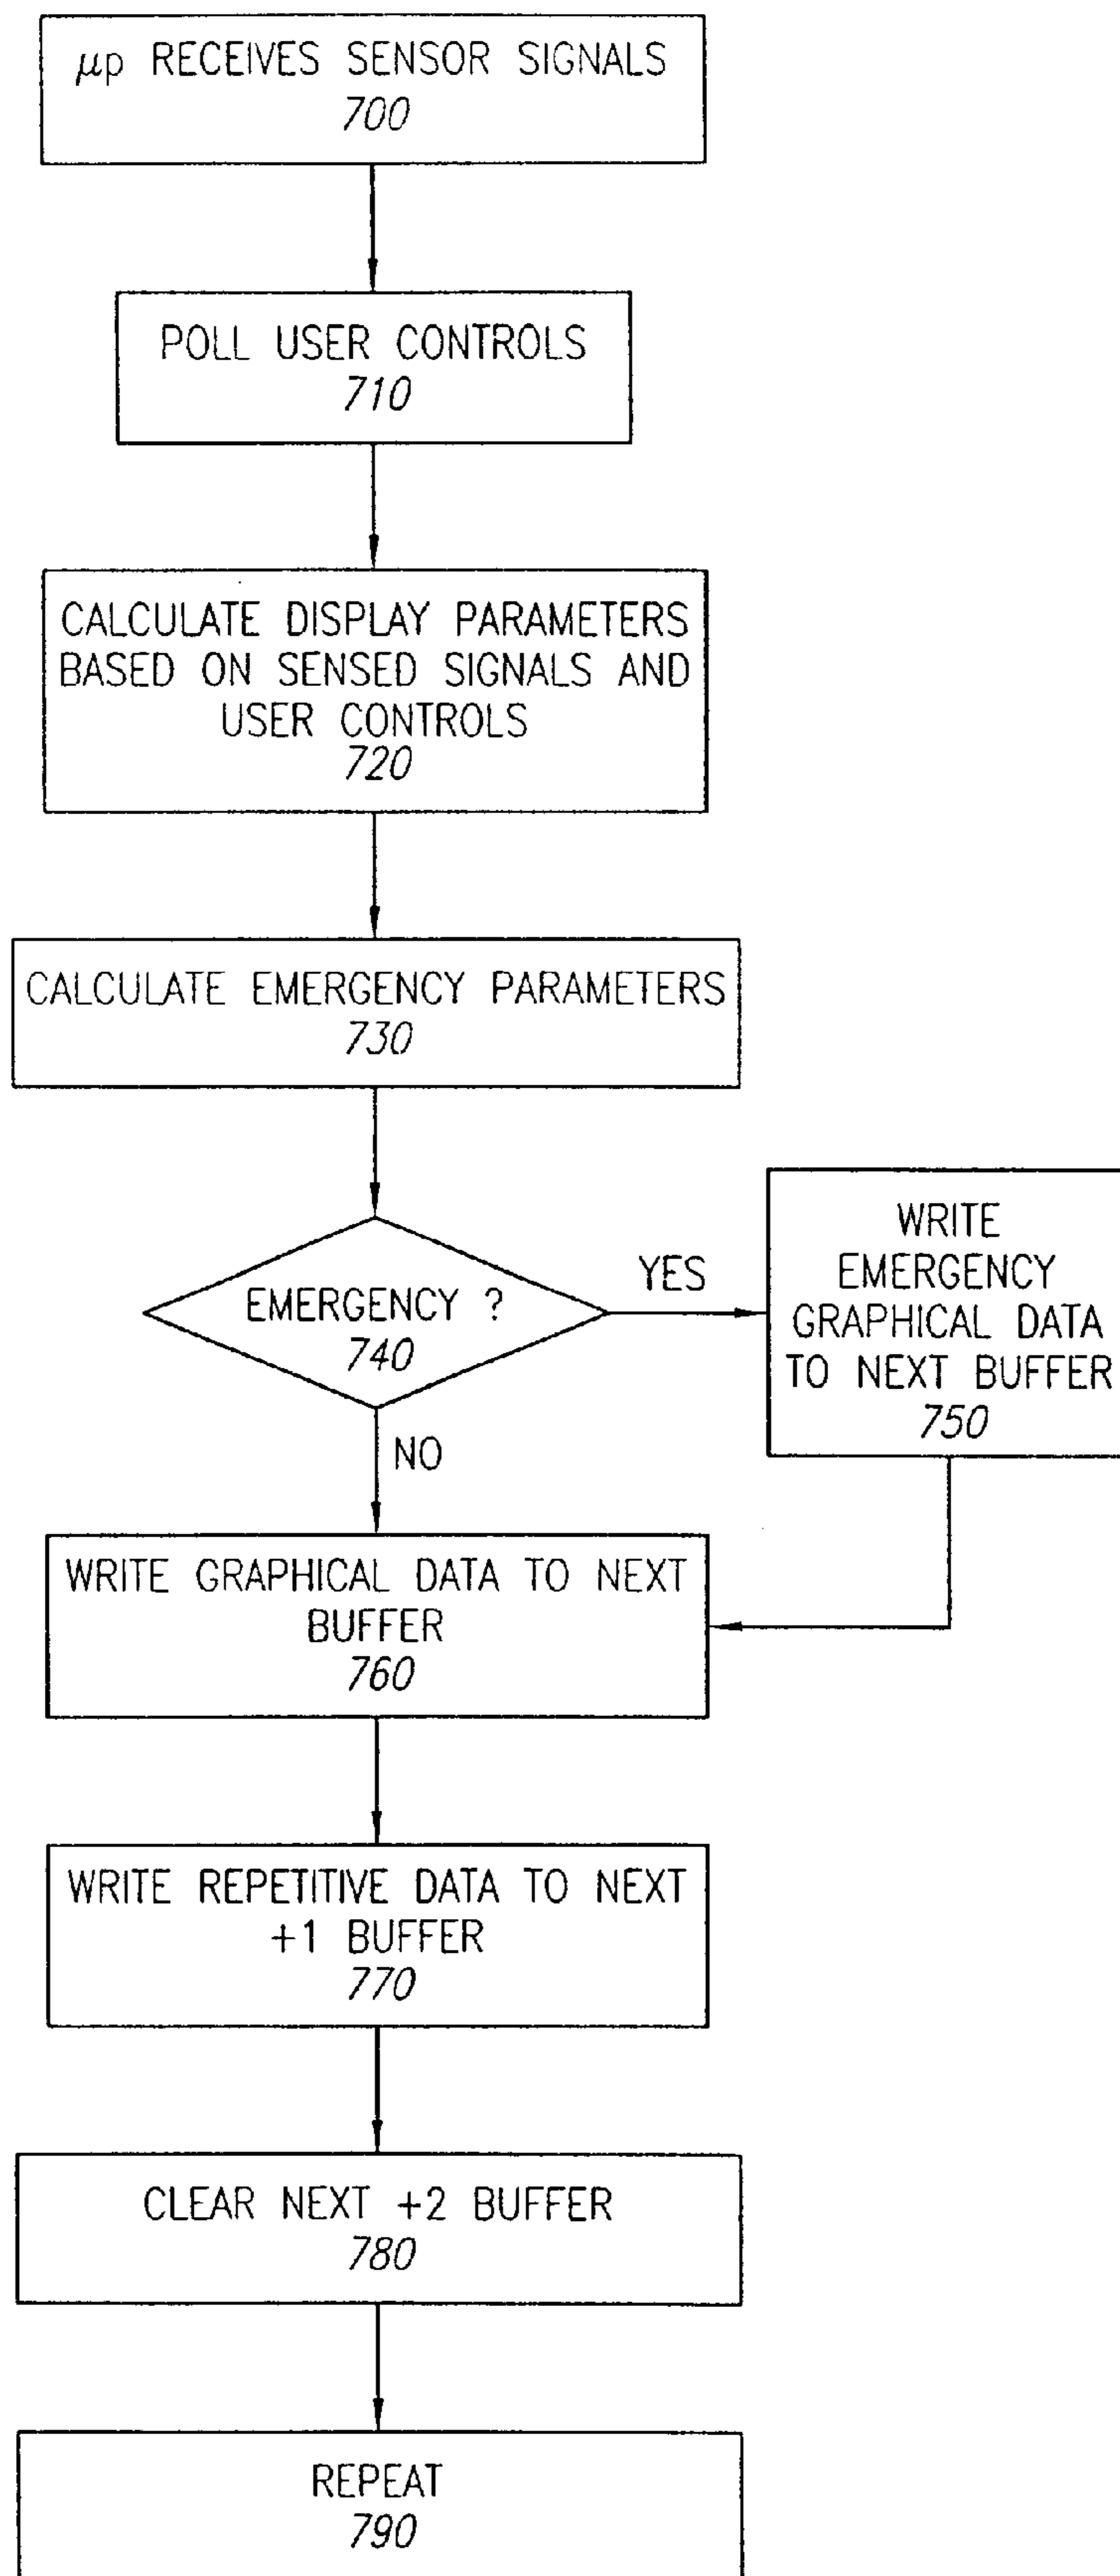 μp RECEIVES SENSOR SIGNALS
700
POLL USER CONTROLS
710
CALCULATE DISPLAY PARAMETERS
BASED ON SENSED SIGNALS AND
USER CONTROLS
720
CALCULATE EMERGENCY PARAMETERS
730
EMERGENCY ?
740
YES
WRITE
EMERGENCY
GRAPHICAL DATA
TO NEXT BUFFER
750
NO
WRITE GRAPHICAL DATA TO NEXT
BUFFER
760
WRITE REPETITIVE DATA TO NEXT
+1 BUFFER
770
CLEAR NEXT +2 BUFFER
780
REPEAT
790